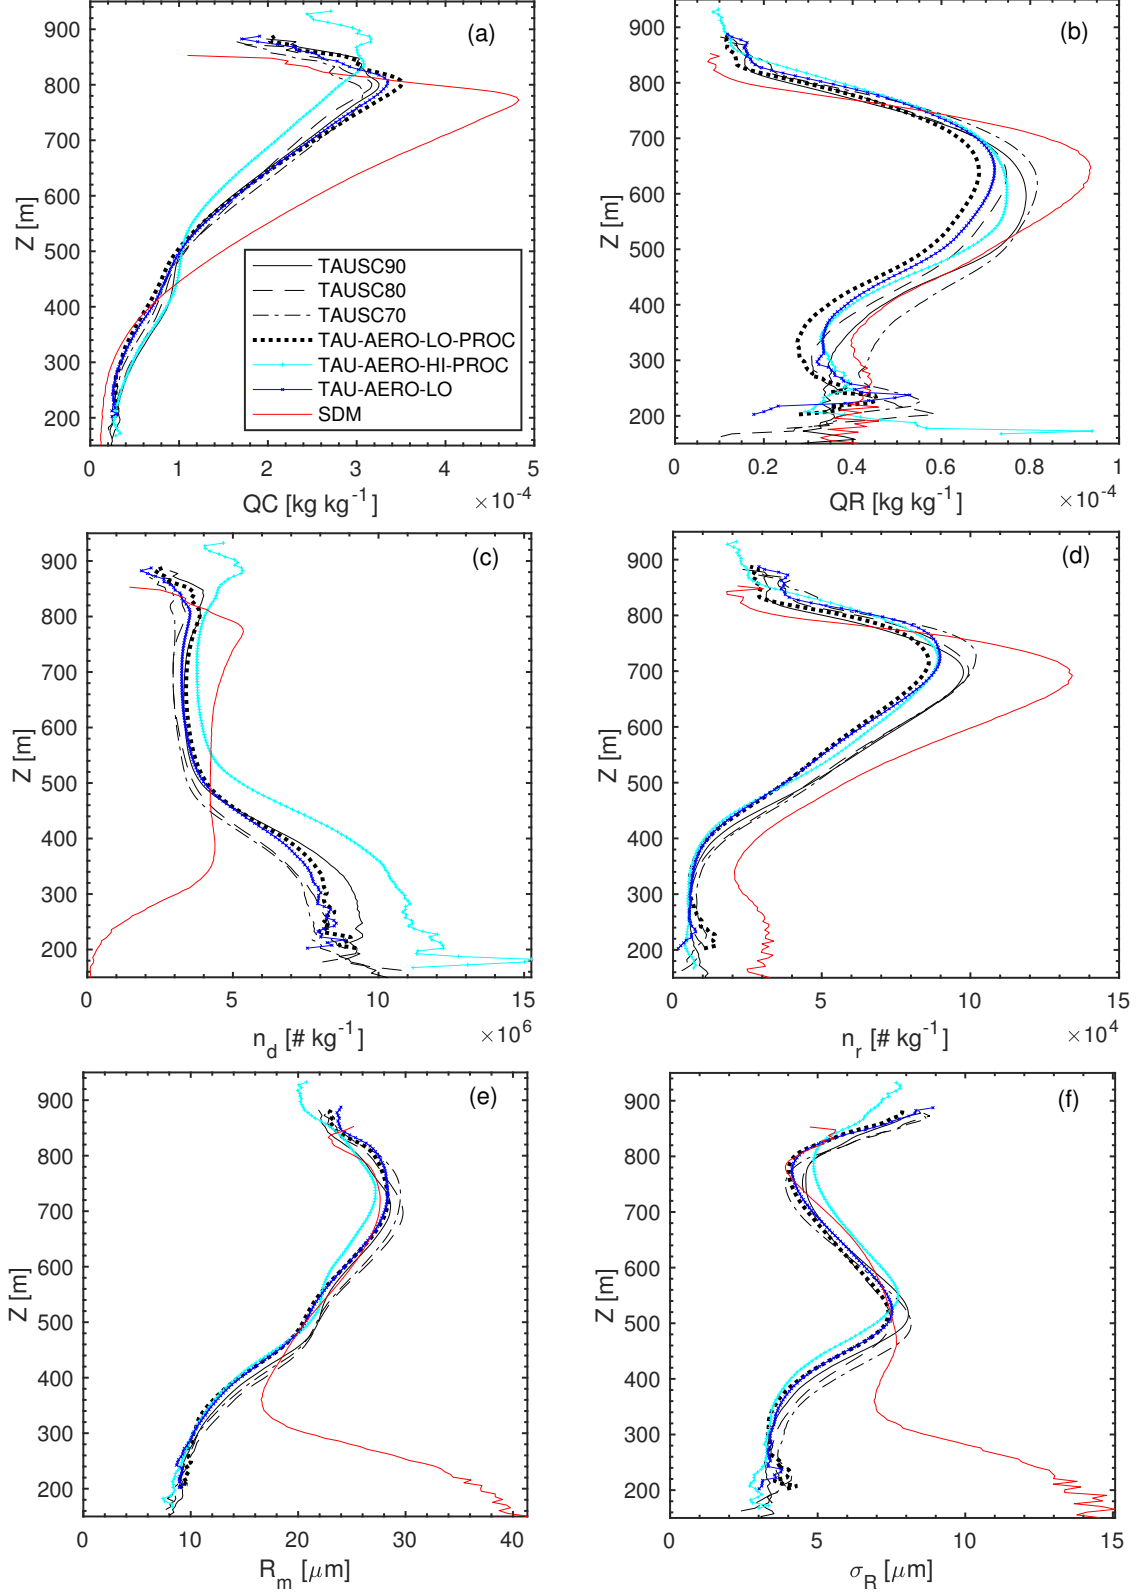 (a)
900
800
700
600
500
400
300
200
Z [m]
TAUSC90
TAUSC80
TAUSC70
TAU-AERO-LO-PROC
TAU-AERO-HI-PROC
TAU-AERO-LO
SDM
0 1 2 3 4 5
QC [kg kg-1] ×10-4
(b)
900
800
700
600
500
400
300
200
Z [m]
0 0.2 0.4 0.6 0.8 1
QR [kg kg-1] ×10-4
(c)
900
800
700
600
500
400
300
200
Z [m]
0 5 10 15
n_d [# kg-1] ×10^6
(d)
900
800
700
600
500
400
300
200
Z [m]
0 5 10 15
n_r [# kg-1] ×10^4
(e)
900
800
700
600
500
400
300
200
Z [m]
0 10 20 30 40
R_m [μm]
(f)
900
800
700
600
500
400
300
200
Z [m]
0 5 10 15
σ_R [μm]